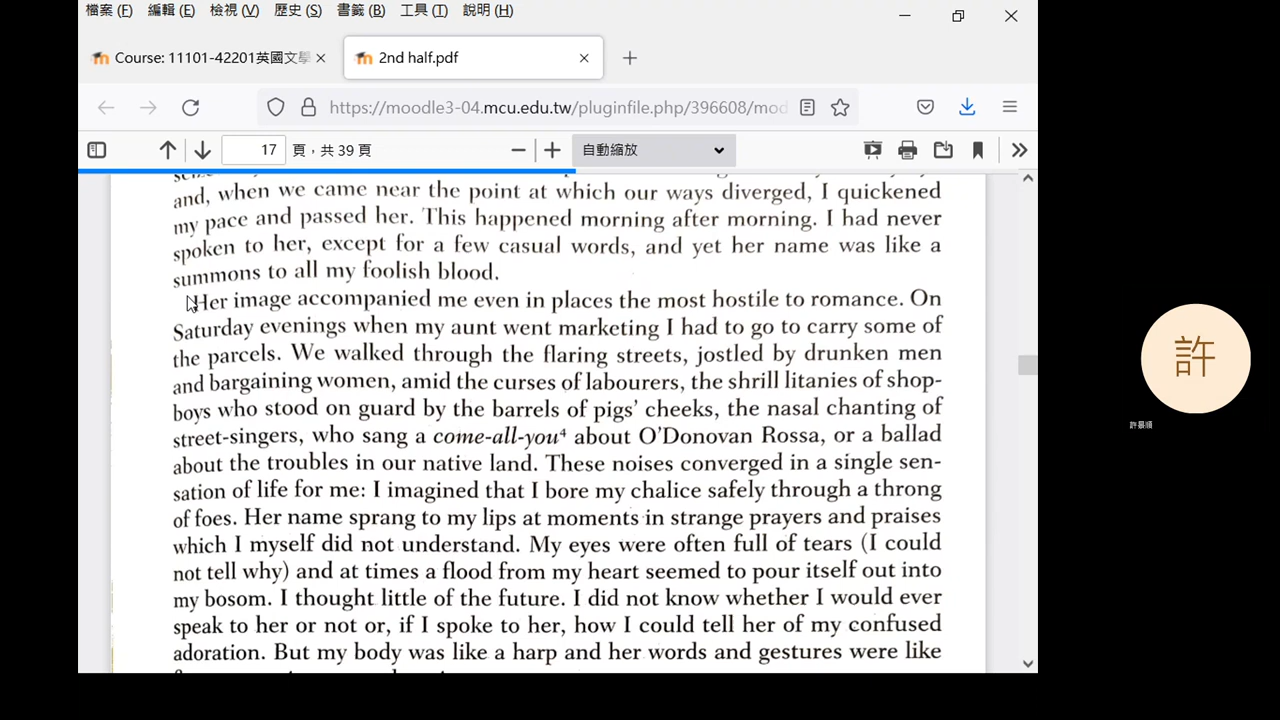 檔案 (F) 編輯 (E) 檢視 (V) 歷史 (S) 書籤 (B) 工具 (T) 說明 (H)
Course: 11101-42201英國文學
2nd half.pdf
https://moodle3-04.mcu.edu.tw/pluginfile.php/396608/mod
17 頁，共 39 頁
自動縮放
and, when we came near the point at which our ways diverged, I quickened
my pace and passed her. This happened morning after morning. I had never
spoken to her, except for a few casual words, and yet her name was like a
summons to all my foolish blood.
Her image accompanied me even in places the most hostile to romance. On
Saturday evenings when my aunt went marketing I had to go to carry some of
the parcels. We walked through the flaring streets, jostled by drunken men
and bargaining women, amid the curses of labourers, the shrill litanies of shop-
boys who stood on guard by the barrels of pigs' cheeks, the nasal chanting of
street-singers, who sang a come-all-you⁴ about O'Donovan Rossa, or a ballad
about the troubles in our native land. These noises converged in a single sen-
sation of life for me: I imagined that I bore my chalice safely through a throng
of foes. Her name sprang to my lips at moments in strange prayers and praises
which I myself did not understand. My eyes were often full of tears (I could
not tell why) and at times a flood from my heart seemed to pour itself out into
my bosom. I thought little of the future. I did not know whether I would ever
speak to her or not or, if I spoke to her, how I could tell her of my confused
adoration. But my body was like a harp and her words and gestures were like
許
許景順